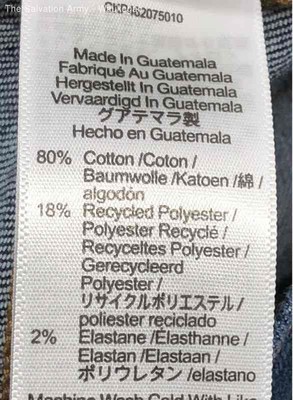 The Salvation Army
CKP462075010
Made In Guatemala
Fabriqué Au Guatemala
Hergestellt In Guatemala
Vervaardigd In Guatemala
グアテマラ製
Hecho en Guatemala
80% Cotton /Coton /
Baumwolle /Katoen /綿 /
algodón
18% Recycled Polyester /
Polyester Recyclé /
Recyceltes Polyester /
Gerecycleerd
Polyester /
リサイクルポリエステル /
poliester reciclado
2% Elastane /Élasthanne /
Elastan /Elastaan /
ポリウレタン /elastano
Machine Wash Cold With Like